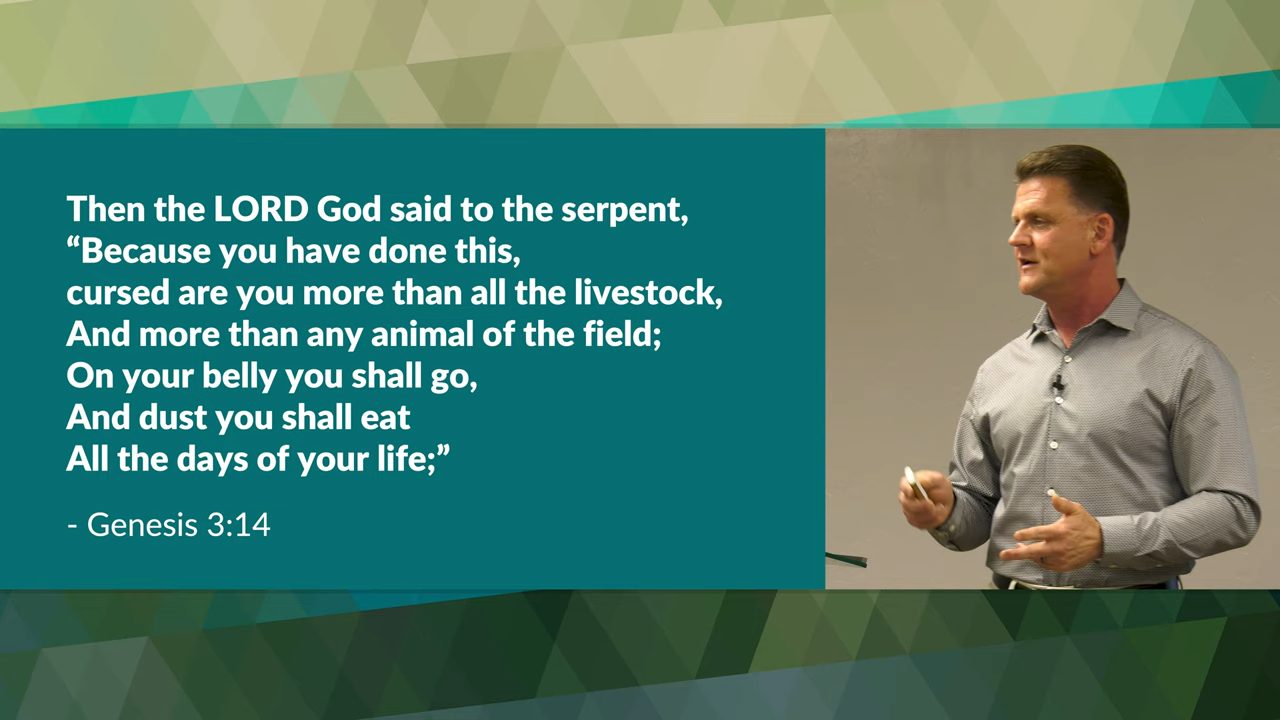 Then the LORD God said to the serpent,
“Because you have done this,
cursed are you more than all the livestock,
And more than any animal of the field;
On your belly you shall go,
And dust you shall eat
All the days of your life;”
- Genesis 3:14